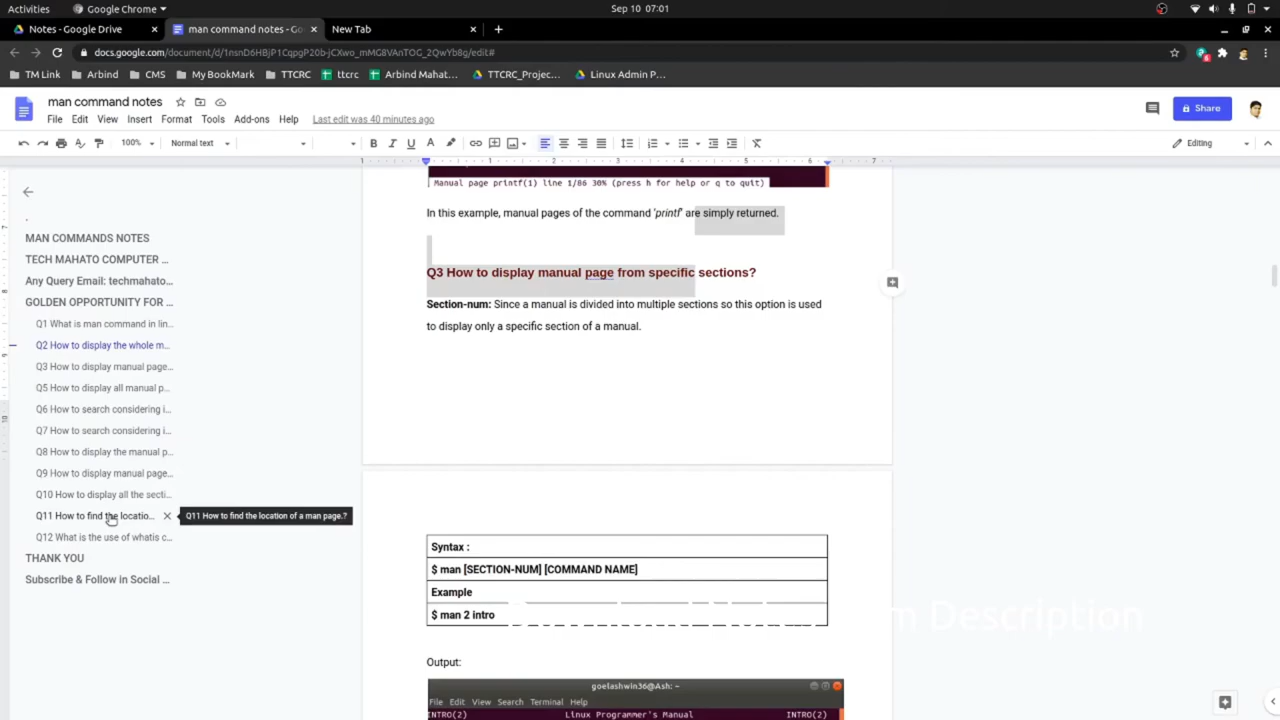 Activities
Google Chrome
Sep 10 07:01
Notes - Google Drive
man command notes - Go
New Tab
docs.google.com/document/d/1nsnD6HBjP1CqpgP20b-jCXwo_mMG8VAnTOG_2QwYb8g/edit#
TM Link Arbind CMS My BookMark TTCRC ttcrc Arbind Mahat... TTCRC_Projec... Linux Admin P...
man command notes
File Edit View Insert Format Tools Add-ons Help Last edit was 40 minutes ago
Share
100% Normal text
Editing
1 1 2 3 4 5 6 7
Manual page printf(1) line 1/86 30% (press h for help or q to quit)
In this example, manual pages of the command 'printf' are simply returned.
Q3 How to display manual page from specific sections?
Section-num: Since a manual is divided into multiple sections so this option is used
to display only a specific section of a manual.
MAN COMMANDS NOTES
TECH MAHATO COMPUTER ...
Any Query Email: techmahato...
GOLDEN OPPORTUNITY FOR ...
Q1 What is man command in lin...
Q2 How to display the whole m...
Q3 How to display manual page...
Q5 How to display all manual p...
Q6 How to search considering i...
Q7 How to search considering i...
Q8 How to display the manual p...
Q9 How to display manual page...
Q10 How to display all the secti...
Q11 How to find the locatio...
Q11 How to find the location of a man page.?
Q12 What is the use of whatis c...
THANK YOU
Subscribe & Follow in Social ...
Syntax :
$ man [SECTION-NUM] [COMMAND NAME]
Example
$ man 2 intro
Description
Output:
goelashwin36@Ash: ~
File Edit View Search Terminal Help
INTRO(2) Linux Programmer's Manual INTRO(2)